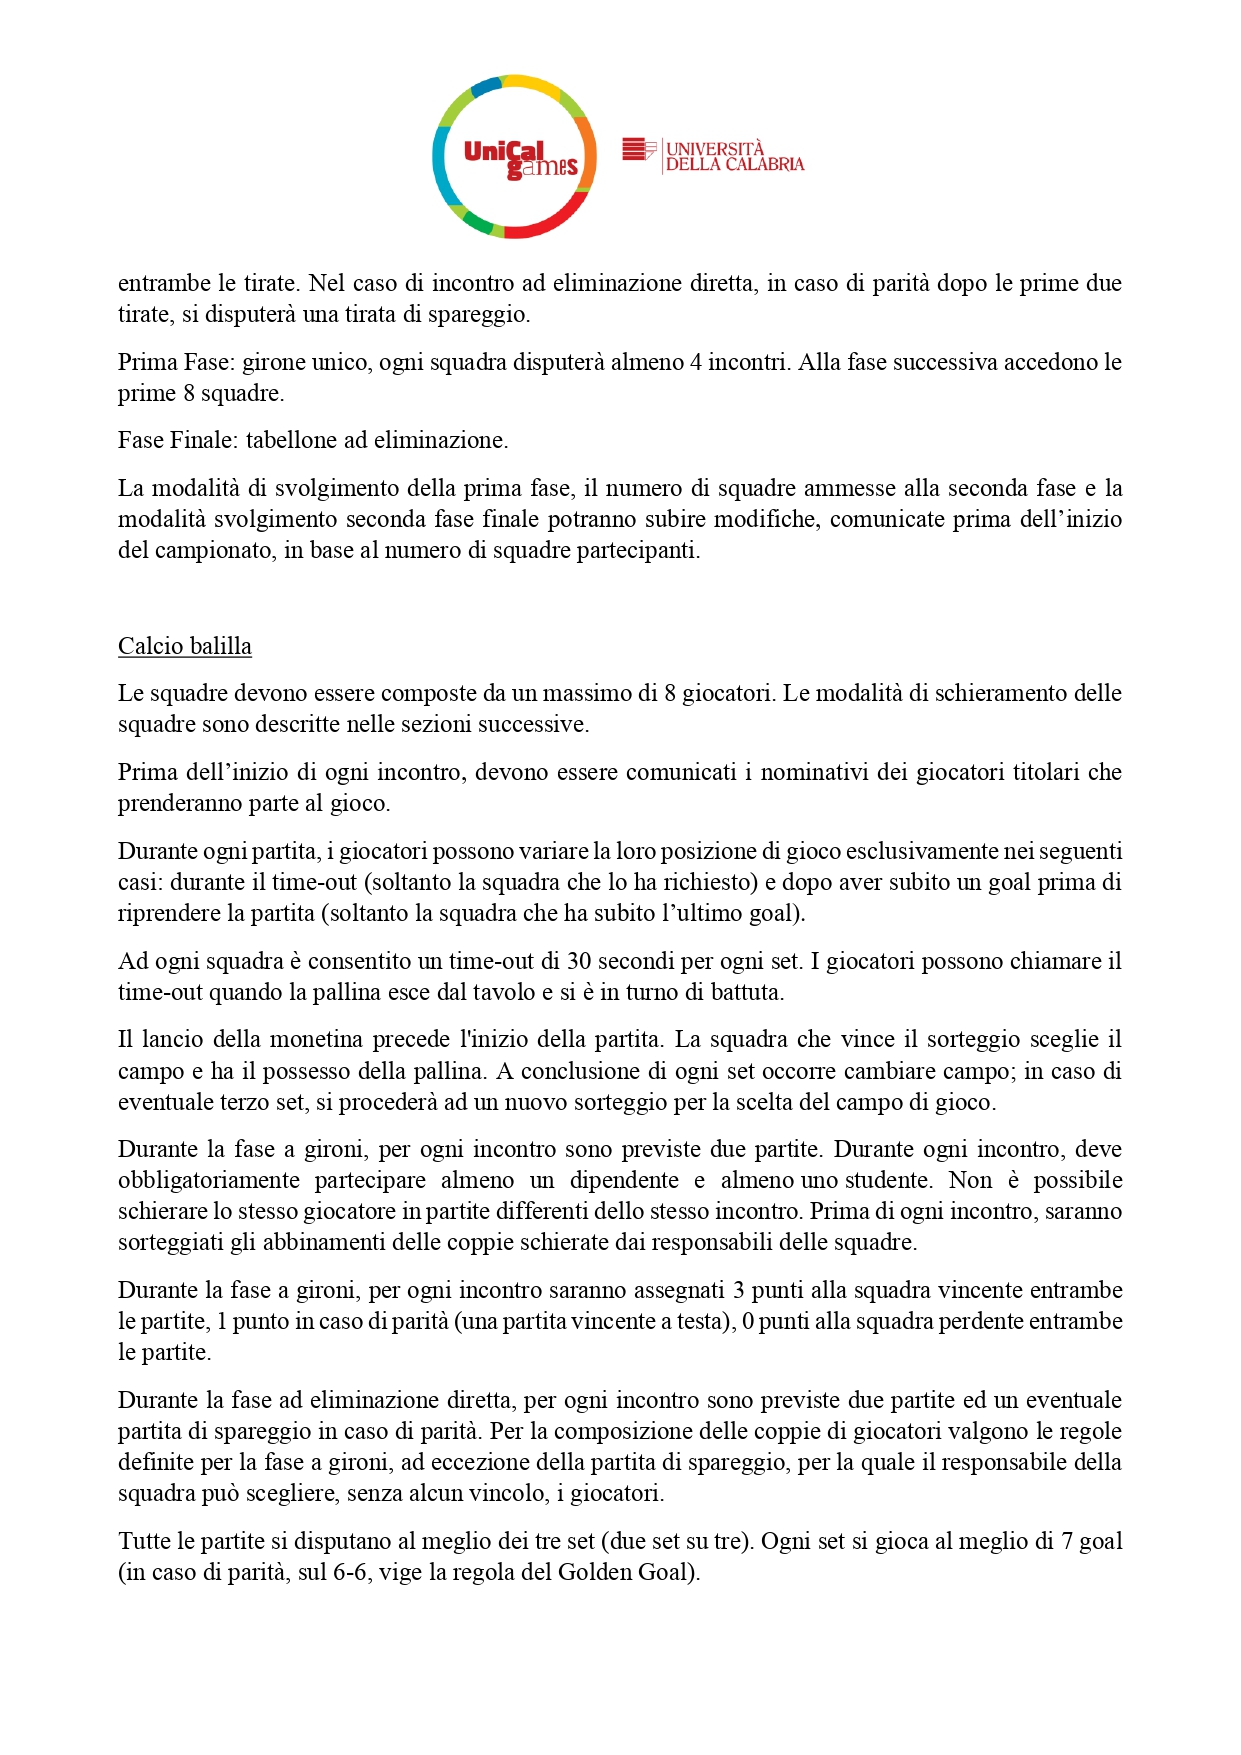 UniCal
games
UNIVERSITÀ
DELLA CALABRIA
entrambe le tirate. Nel caso di incontro ad eliminazione diretta, in caso di parità dopo le prime due
tirate, si disputerà una tirata di spareggio.
Prima Fase: girone unico, ogni squadra disputerà almeno 4 incontri. Alla fase successiva accedono le
prime 8 squadre.
Fase Finale: tabellone ad eliminazione.
La modalità di svolgimento della prima fase, il numero di squadre ammesse alla seconda fase e la
modalità svolgimento seconda fase finale potranno subire modifiche, comunicate prima dell’inizio
del campionato, in base al numero di squadre partecipanti.
Calcio balilla
Le squadre devono essere composte da un massimo di 8 giocatori. Le modalità di schieramento delle
squadre sono descritte nelle sezioni successive.
Prima dell’inizio di ogni incontro, devono essere comunicati i nominativi dei giocatori titolari che
prenderanno parte al gioco.
Durante ogni partita, i giocatori possono variare la loro posizione di gioco esclusivamente nei seguenti
casi: durante il time-out (soltanto la squadra che lo ha richiesto) e dopo aver subito un goal prima di
riprendere la partita (soltanto la squadra che ha subito l’ultimo goal).
Ad ogni squadra è consentito un time-out di 30 secondi per ogni set. I giocatori possono chiamare il
time-out quando la pallina esce dal tavolo e si è in turno di battuta.
Il lancio della monetina precede l'inizio della partita. La squadra che vince il sorteggio sceglie il
campo e ha il possesso della pallina. A conclusione di ogni set occorre cambiare campo; in caso di
eventuale terzo set, si procederà ad un nuovo sorteggio per la scelta del campo di gioco.
Durante la fase a gironi, per ogni incontro sono previste due partite. Durante ogni incontro, deve
obbligatoriamente partecipare almeno un dipendente e almeno uno studente. Non è possibile
schierare lo stesso giocatore in partite differenti dello stesso incontro. Prima di ogni incontro, saranno
sorteggiati gli abbinamenti delle coppie schierate dai responsabili delle squadre.
Durante la fase a gironi, per ogni incontro saranno assegnati 3 punti alla squadra vincente entrambe
le partite, 1 punto in caso di parità (una partita vincente a testa), 0 punti alla squadra perdente entrambe
le partite.
Durante la fase ad eliminazione diretta, per ogni incontro sono previste due partite ed un eventuale
partita di spareggio in caso di parità. Per la composizione delle coppie di giocatori valgono le regole
definite per la fase a gironi, ad eccezione della partita di spareggio, per la quale il responsabile della
squadra può scegliere, senza alcun vincolo, i giocatori.
Tutte le partite si disputano al meglio dei tre set (due set su tre). Ogni set si gioca al meglio di 7 goal
(in caso di parità, sul 6-6, vige la regola del Golden Goal).